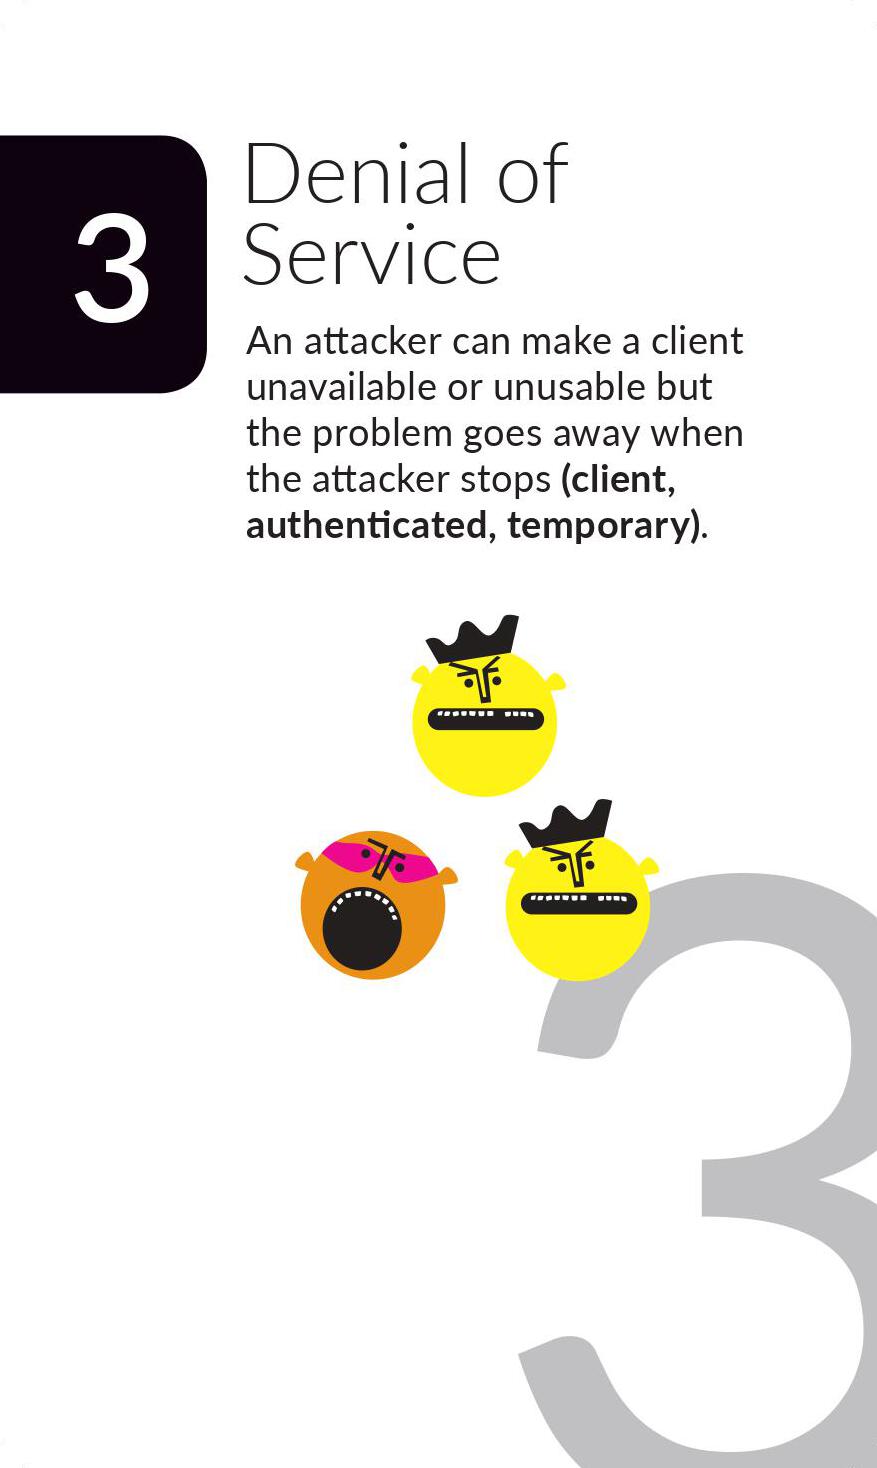 3
Denial of
Service
An attacker can make a client
unavailable or unusable but
the problem goes away when
the attacker stops (client,
authenticated, temporary).
3